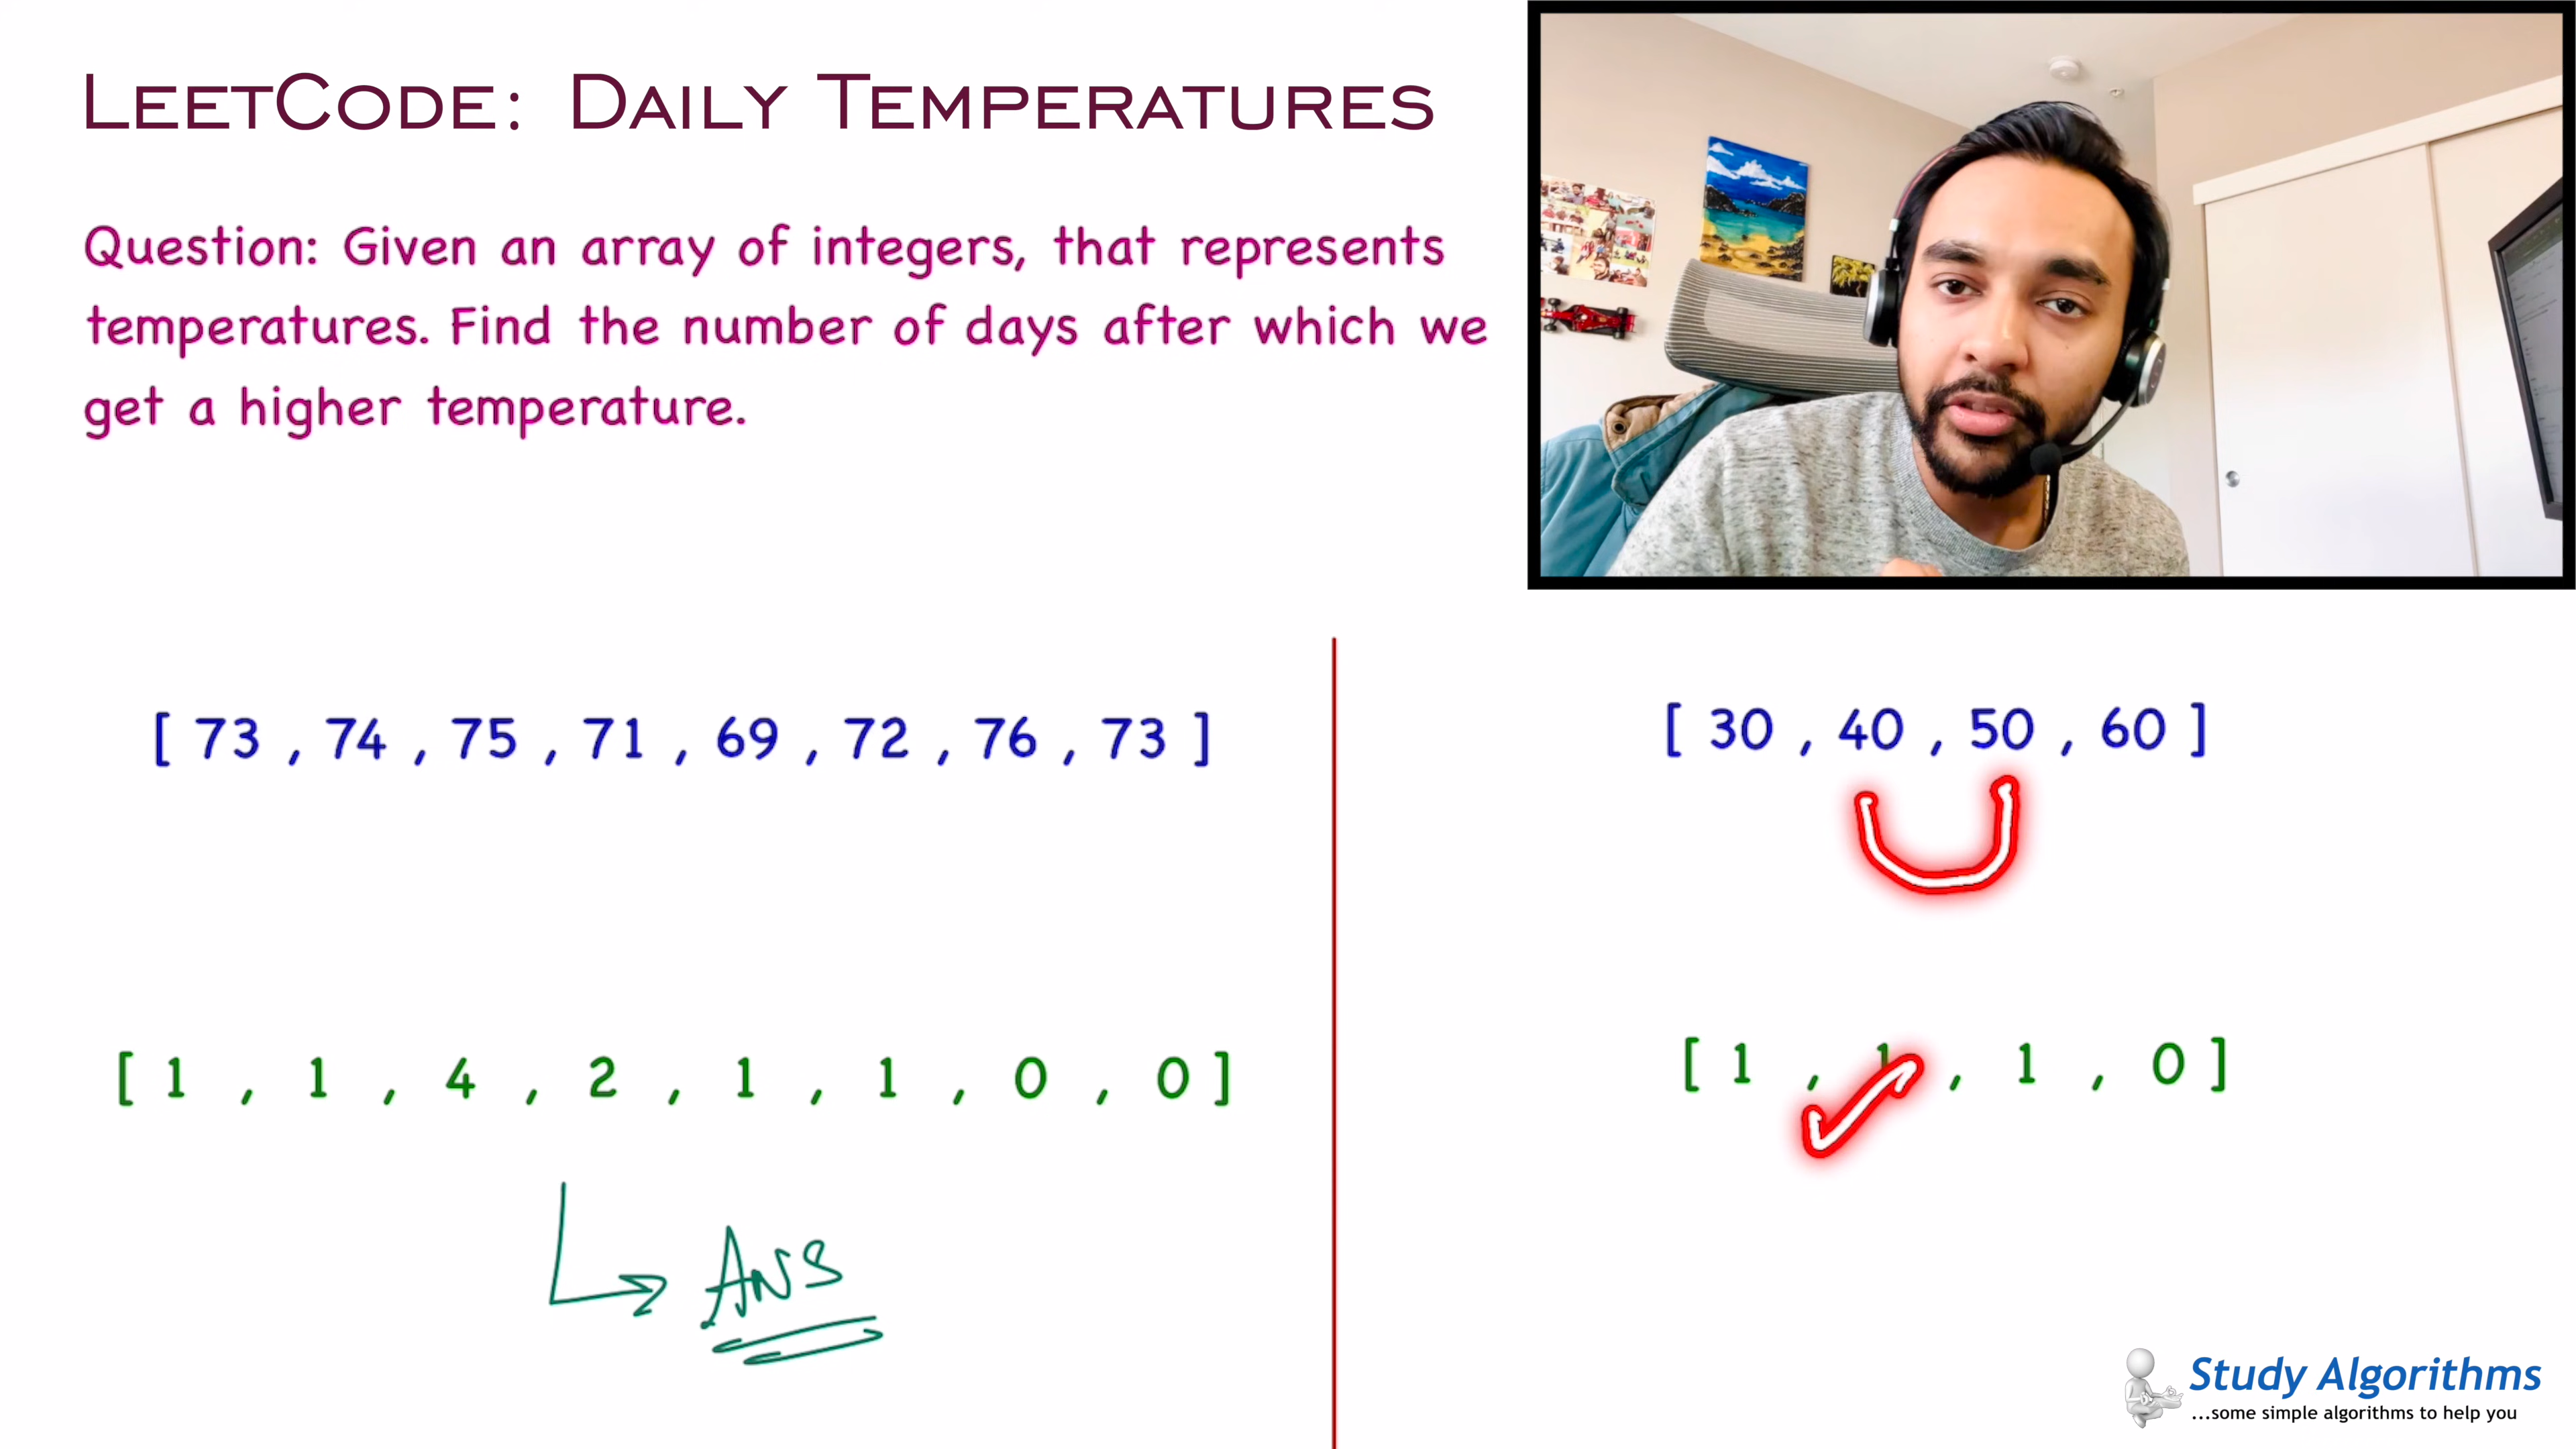 LEETCODE: DAILY TEMPERATURES
Question: Given an array of integers, that represents
temperatures. Find the number of days after which we
get a higher temperature.
[ 73 , 74 , 75 , 71 , 69 , 72 , 76 , 73 ]
[ 1 , 1 , 4 , 2 , 1 , 1 , 0 , 0 ]
ANS
[ 30 , 40 , 50 , 60 ]
[ 1 , 1 , 1 , 0 ]
Study Algorithms
...some simple algorithms to help you